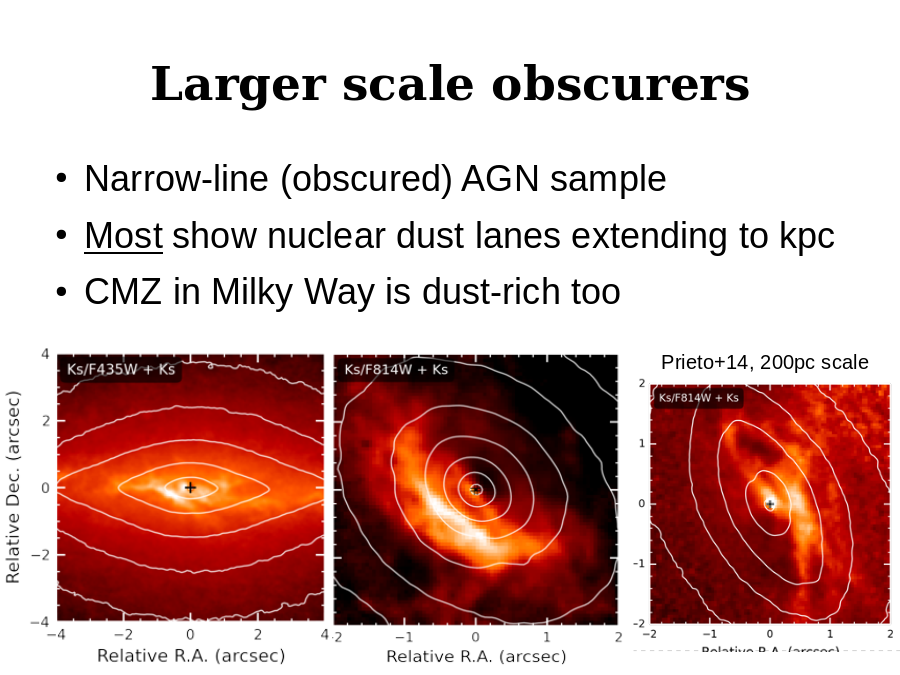 Larger scale obscurers
• Narrow-line (obscured) AGN sample
• Most show nuclear dust lanes extending to kpc
• CMZ in Milky Way is dust-rich too
Prieto+14, 200pc scale
Ks/F435W + Ks
Ks/F814W + Ks
Ks/F814W + Ks
Relative Dec. (arcsec)
4
2
0
−2
−4
−4 −2 0 2 4
Relative R.A. (arcsec)
-2 −1 0 1 2
Relative R.A. (arcsec)
2
1
0
-1
-2
−2 −1 0 1 2
Relative R.A. (arcsec)